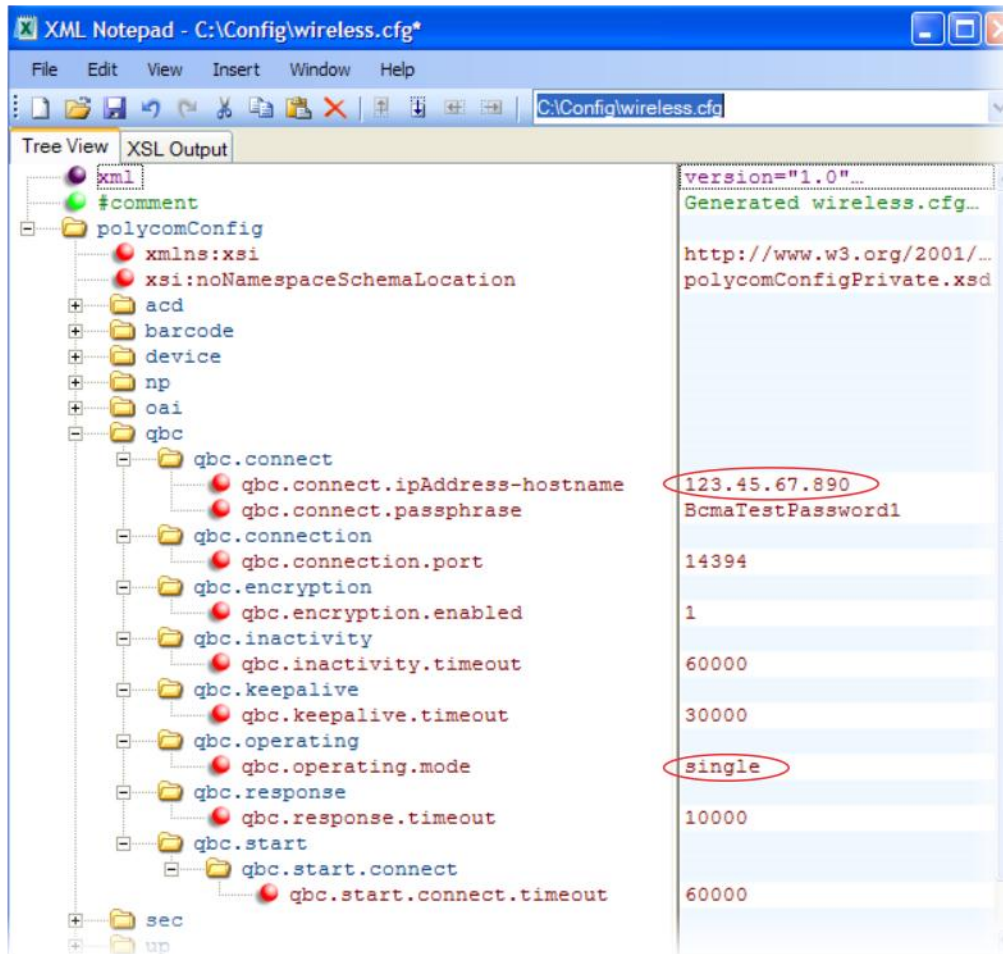 XML Notepad - C:\Config\wireless.cfg*
File Edit View Insert Window Help
C:\Config\wireless.cfg
Tree View XSL Output
xml version="1.0"…
#comment Generated wireless.cfg…
polycomConfig
xmlns:xsi http://www.w3.org/2001/…
xsi:noNamespaceSchemaLocation polycomConfigPrivate.xsd
acd
barcode
device
np
oai
qbc
qbc.connect
qbc.connect.ipAddress-hostname 123.45.67.890
qbc.connect.passphrase BcmaTestPassword1
qbc.connection
qbc.connection.port 14394
qbc.encryption
qbc.encryption.enabled 1
qbc.inactivity
qbc.inactivity.timeout 60000
qbc.keepalive
qbc.keepalive.timeout 30000
qbc.operating
qbc.operating.mode single
qbc.response
qbc.response.timeout 10000
qbc.start
qbc.start.connect
qbc.start.connect.timeout 60000
sec
up